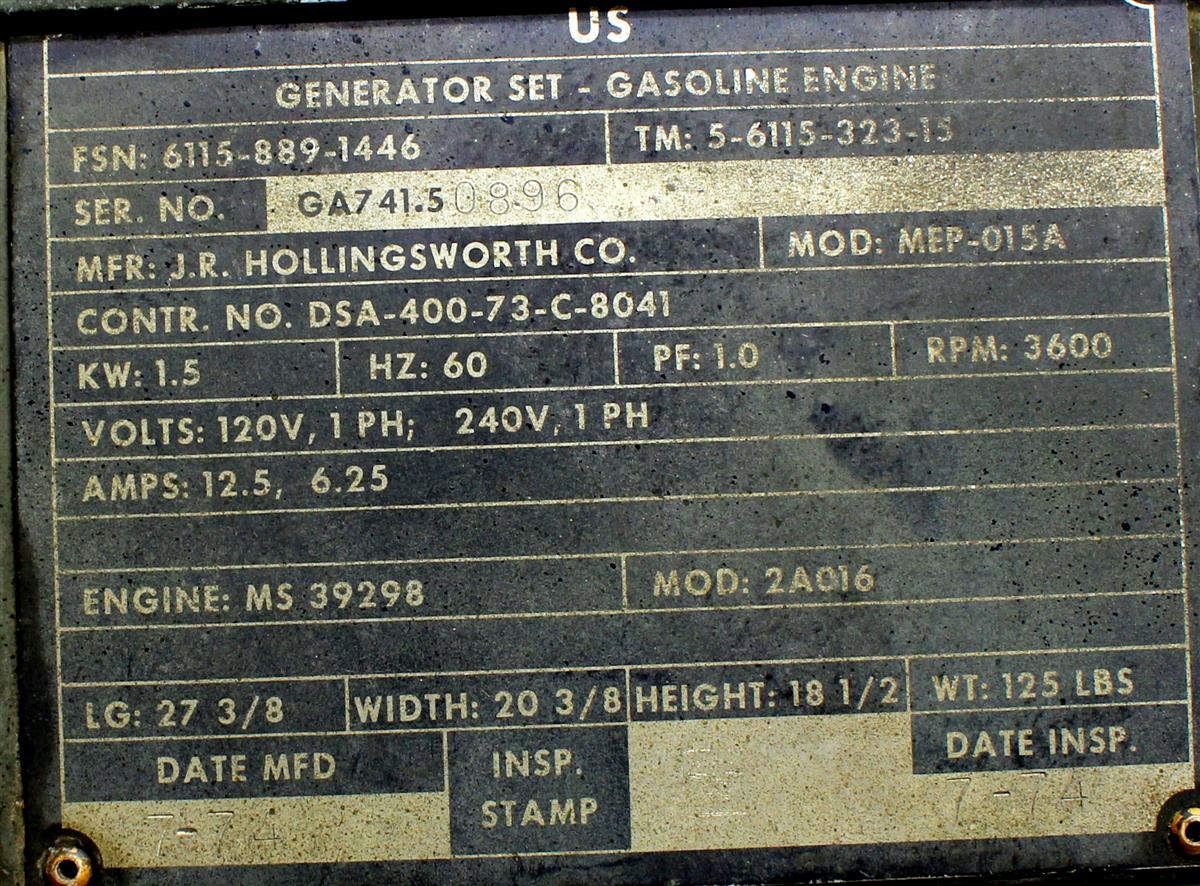 US
GENERATOR SET - GASOLINE ENGINE
FSN: 6115-889-1446 TM: 5-6115-323-15
SER. NO. GA741.50896
MFR: J.R. HOLLINGSWORTH CO. MOD: MEP-015A
CONTR. NO. DSA-400-73-C-8041
KW: 1.5 HZ: 60 PF: 1.0 RPM: 3600
VOLTS: 120V, 1 PH; 240V, 1 PH
AMPS: 12.5, 6.25
ENGINE: MS 39298 MOD: 2A016
LG: 27 3/8 WIDTH: 20 3/8 HEIGHT: 18 1/2 WT: 125 LBS
DATE MFD INSP. STAMP DATE INSP.
7-74 7-74